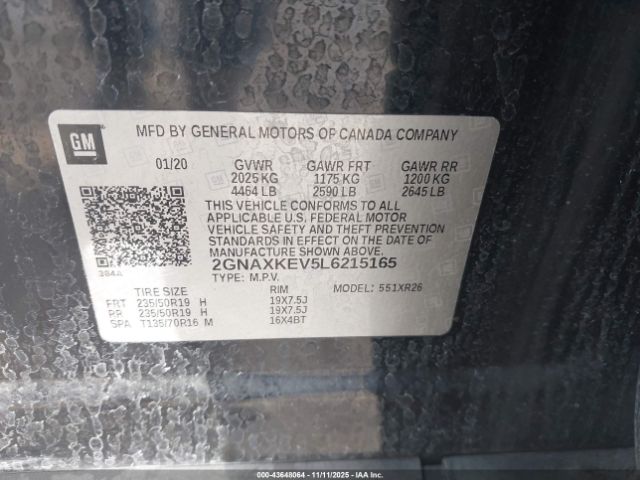 GM
MFD BY GENERAL MOTORS OF CANADA COMPANY
01/20 GVWR GAWR FRT GAWR RR
2025 KG 1175 KG 1200 KG
4464 LB 2590 LB 2645 LB
THIS VEHICLE CONFORMS TO ALL
APPLICABLE U.S. FEDERAL MOTOR
VEHICLE SAFETY AND THEFT PREVENTION
STANDARDS IN EFFECT ON THE DATE OF
MANUFACTURE SHOWN ABOVE.
384A
2GNAXKEV5L6215165
TYPE: M.P.V. MODEL: 551XR26
TIRE SIZE RIM
FRT 235/50R19 H 19X7.5J
RR 235/50R19 H 19X7.5J
SPA T135/70R16 M 16X4BT
000-43648064 - 11/11/2025 - IAA Inc.